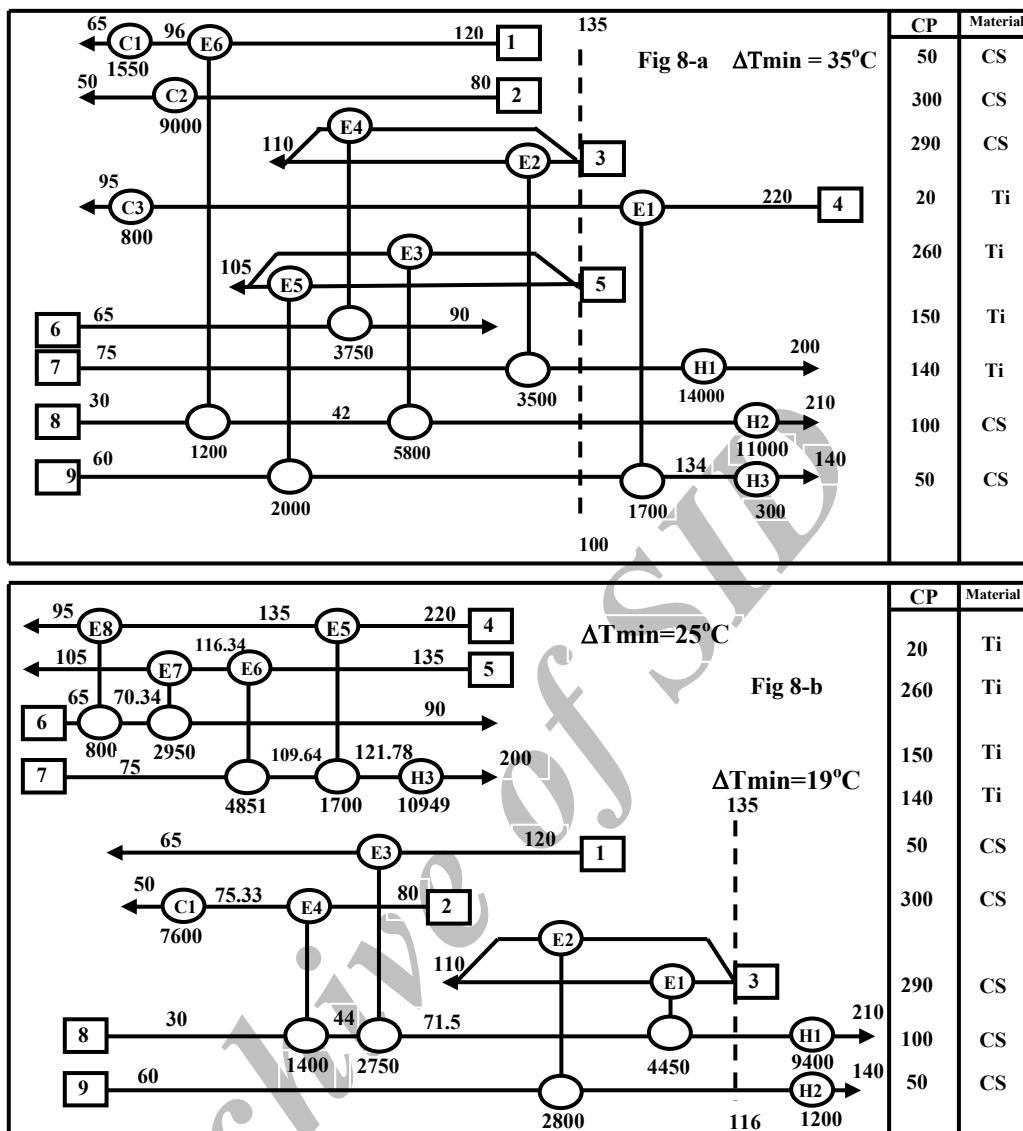 CP Material
65 C1 96 E6 120 1 135
1550
Fig 8-a ΔTmin = 35°C
50 CS
50 C2 80 2
9000
300 CS
110 E4 E2 3
290 CS
95 C3 E1 220 4
800
20 Ti
105 E5 E3 5
260 Ti
6 65 90
3750
150 Ti
7 75 H1 200
3500 14000
140 Ti
8 30 42 H2 210
1200 5800 11000
100 CS
9 60 134 H3 140
2000 1700 300
50 CS
100
CP Material
95 E8 135 E5 220 4
ΔTmin=25°C
20 Ti
105 E7 116.34 E6 135 5
Fig 8-b
260 Ti
6 65 70.34 90
800 2950
150 Ti
7 75 109.64 121.78 H3 200
4851 1700 10949
140 Ti
ΔTmin=19°C
135
65 E3 120 1
50 CS
50 C1 75.33 E4 80 2
7600
300 CS
110 E2 E1 3
290 CS
8 30 44 71.5 H1 210
1400 2750 4450 9400
100 CS
9 60 H2 140
2800 116 1200
50 CS
Archive of SID